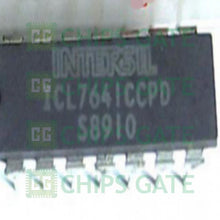 INTERSIL
ICL7641CCPD
S8910
CHIPS GATE